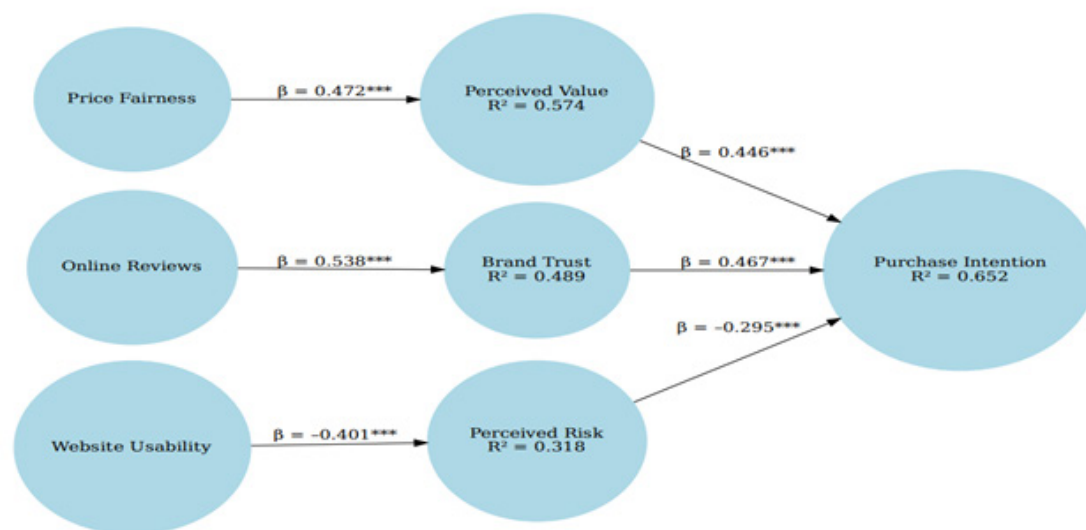 Price Fairness
β = 0.472***
Perceived Value
R² = 0.574
β = 0.446***
Online Reviews
β = 0.538***
Brand Trust
R² = 0.489
β = 0.467***
Purchase Intention
R² = 0.652
β = –0.295***
Website Usability
β = –0.401***
Perceived Risk
R² = 0.318